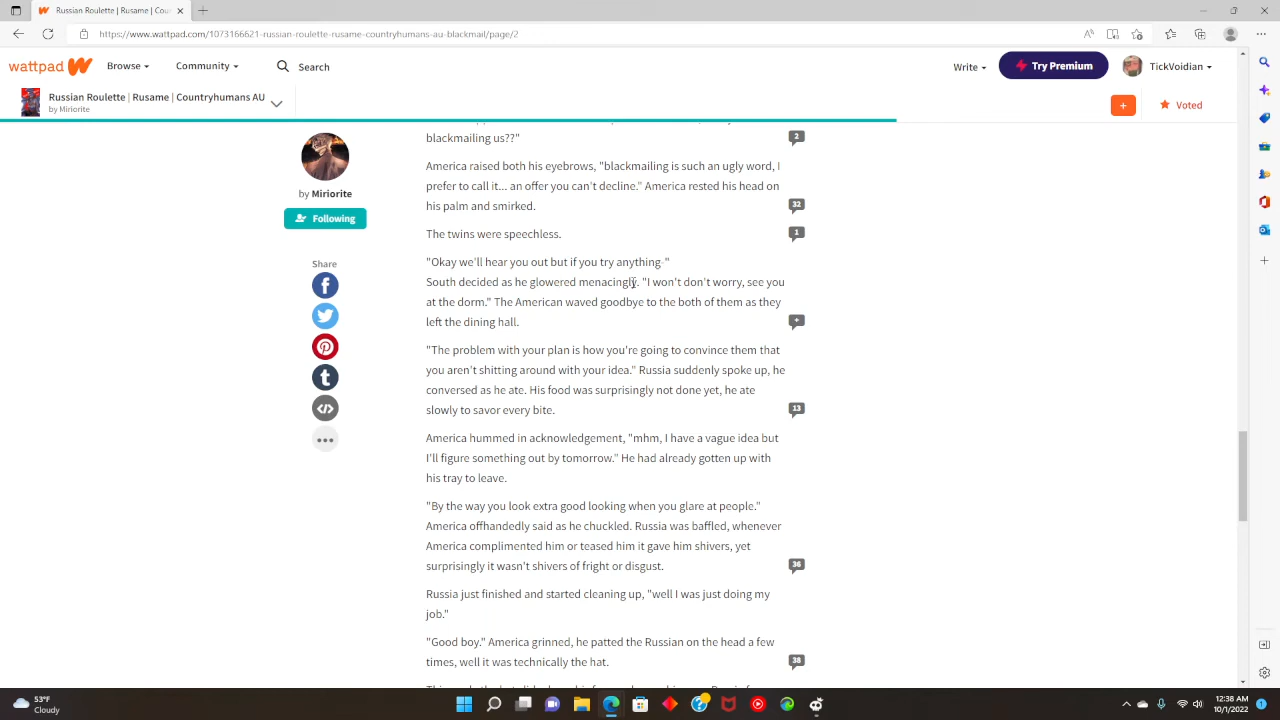 Russian Roulette | Rusame | Cou
https://www.wattpad.com/1073166621-russian-roulette-rusame-countryhumans-au-blackmail/page/2
wattpad
Browse
Community
Search
Write
Try Premium
TickVoidian
Russian Roulette | Rusame | Countryhumans AU
by Miriorite
+
Voted
blackmailing us??"
2
America raised both his eyebrows, "blackmailing is such an ugly word, I
prefer to call it... an offer you can't decline." America rested his head on
his palm and smirked.
32
by Miriorite
Following
The twins were speechless.
1
Share
"Okay we'll hear you out but if you try anything-"
South decided as he glowered menacingly. "I won't don't worry, see you
at the dorm." The American waved goodbye to the both of them as they
left the dining hall.
+
"The problem with your plan is how you're going to convince them that
you aren't shitting around with your idea." Russia suddenly spoke up, he
conversed as he ate. His food was surprisingly not done yet, he ate
slowly to savor every bite.
13
America hummed in acknowledgement, "mhm, I have a vague idea but
I'll figure something out by tomorrow." He had already gotten up with
his tray to leave.
"By the way you look extra good looking when you glare at people."
America offhandedly said as he chuckled. Russia was baffled, whenever
America complimented him or teased him it gave him shivers, yet
surprisingly it wasn't shivers of fright or disgust.
36
Russia just finished and started cleaning up, "well I was just doing my
job."
"Good boy." America grinned, he patted the Russian on the head a few
times, well it was technically the hat.
38
53°F
Cloudy
12:38 AM
10/1/2022